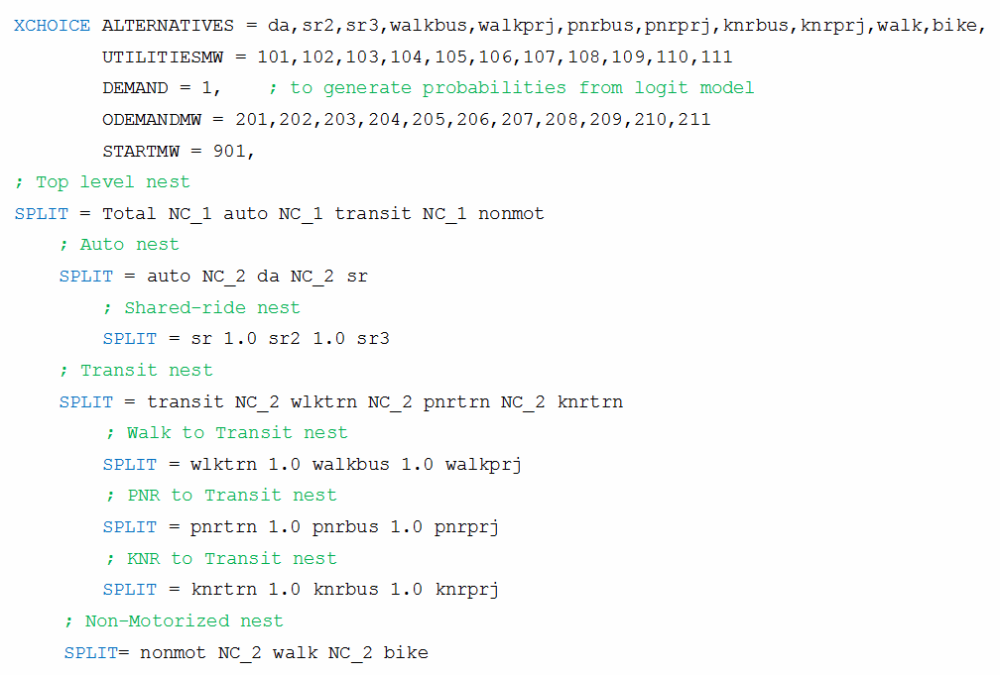 XCHOICE ALTERNATIVES = da,sr2,sr3,walkbus,walkprj,pnrbus,pnrprj,knrbus,knrprj,walk,bike,
UTILITIESMW = 101,102,103,104,105,106,107,108,109,110,111
DEMAND = 1, ; to generate probabilities from logit model
ODEMANDMW = 201,202,203,204,205,206,207,208,209,210,211
STARTMW = 901,
; Top level nest
SPLIT = Total NC_1 auto NC_1 transit NC_1 nonmot
; Auto nest
SPLIT = auto NC_2 da NC_2 sr
; Shared-ride nest
SPLIT = sr 1.0 sr2 1.0 sr3
; Transit nest
SPLIT = transit NC_2 wlktrn NC_2 pnrtrn NC_2 knrtrn
; Walk to Transit nest
SPLIT = wlktrn 1.0 walkbus 1.0 walkprj
; PNR to Transit nest
SPLIT = pnrtrn 1.0 pnrbus 1.0 pnrprj
; KNR to Transit nest
SPLIT = knrtrn 1.0 knrbus 1.0 knrprj
; Non-Motorized nest
SPLIT= nonmot NC_2 walk NC_2 bike